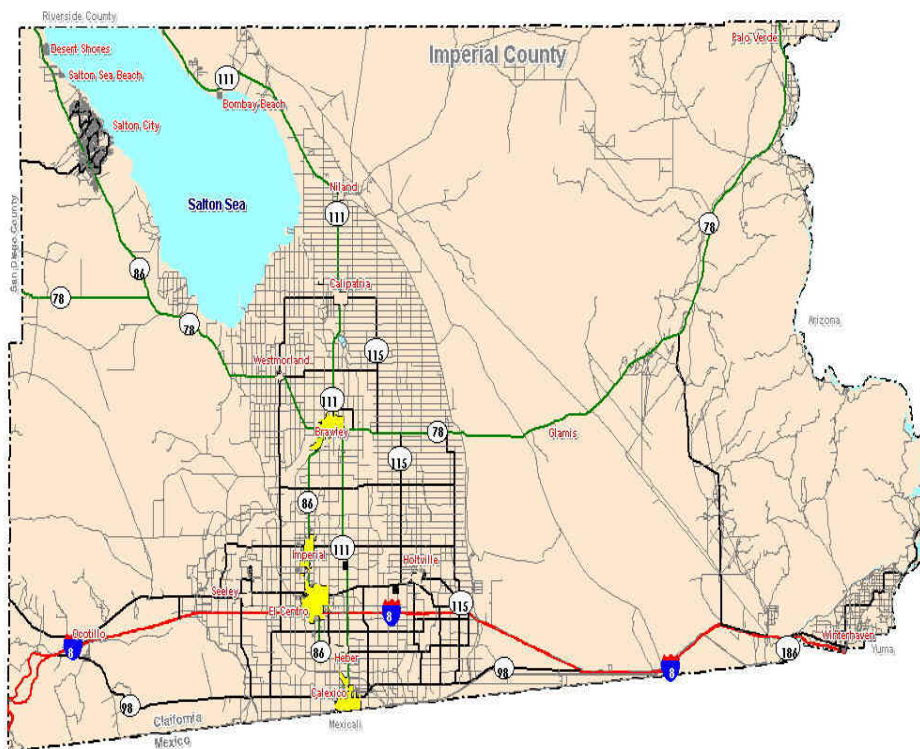 Riverside County
Desert Shores
Salton Sea Beach
111
Bombay Beach
Imperial County
Palo Verde
Salton City
Niland
Salton Sea
111
78
San Diego County
86
78
Calipatria
78
Arizona
115
Westmorland
111
Brawley
78
Glamis
115
86
111
Imperial
Holtville
Seeley
El Centro
8
115
Ocotillo
8
86
Heber
98
8
186
Winterhaven
Yuma
Calexico
98
Claifornia
Mexico
Mexicali